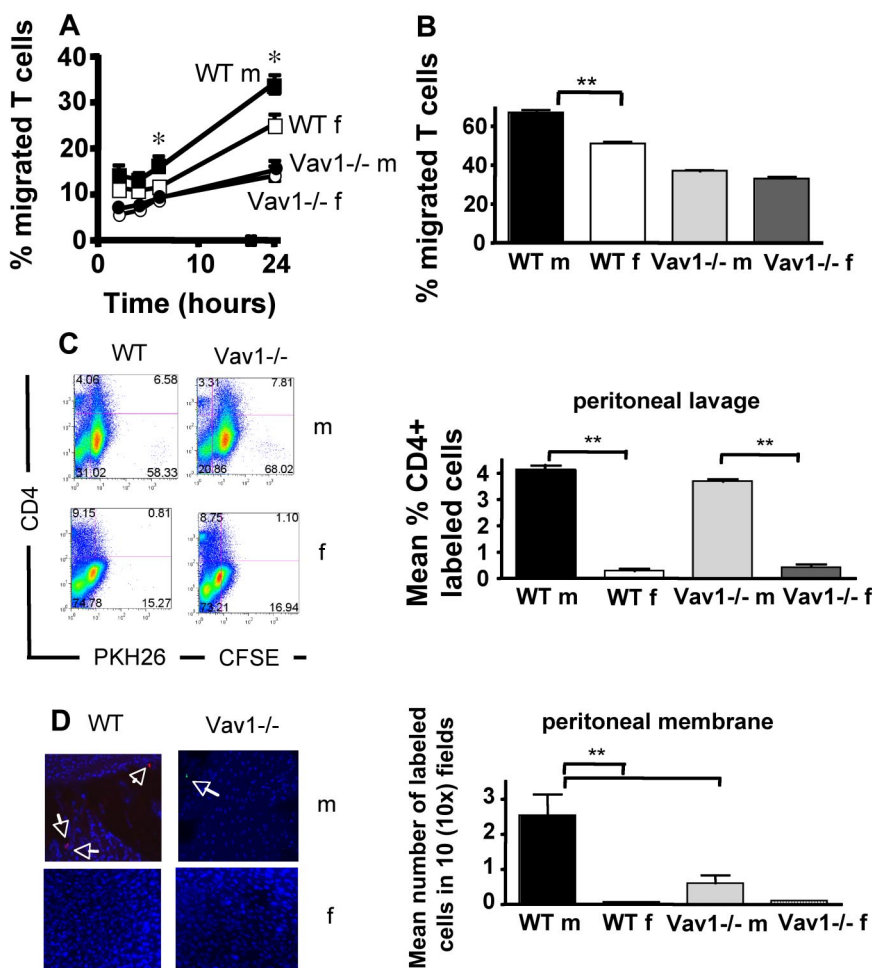 A
% migrated T cells
40
30
20
10
0
*
*
WT m
WT f
Vav1-/- m
Vav1-/- f
0
10
24
Time (hours)
B
% migrated T cells
60
40
20
0
**
WT m
WT f
Vav1-/- m
Vav1-/- f
C
WT
Vav1-/-
CD4
4.06
6.58
31.02
58.33
3.31
7.81
20.86
68.02
m
9.15
0.81
74.78
15.27
8.75
1.10
73.21
16.94
f
PKH26
CFSE
peritoneal lavage
Mean % CD4+
labeled cells
4
3
2
1
0
**
**
WT m
WT f
Vav1-/- m
Vav1-/- f
D
WT
Vav1-/-
m
f
peritoneal membrane
Mean number of labeled
cells in 10 (10x) fields
3
2
1
0
**
WT m
WT f
Vav1-/- m
Vav1-/- f